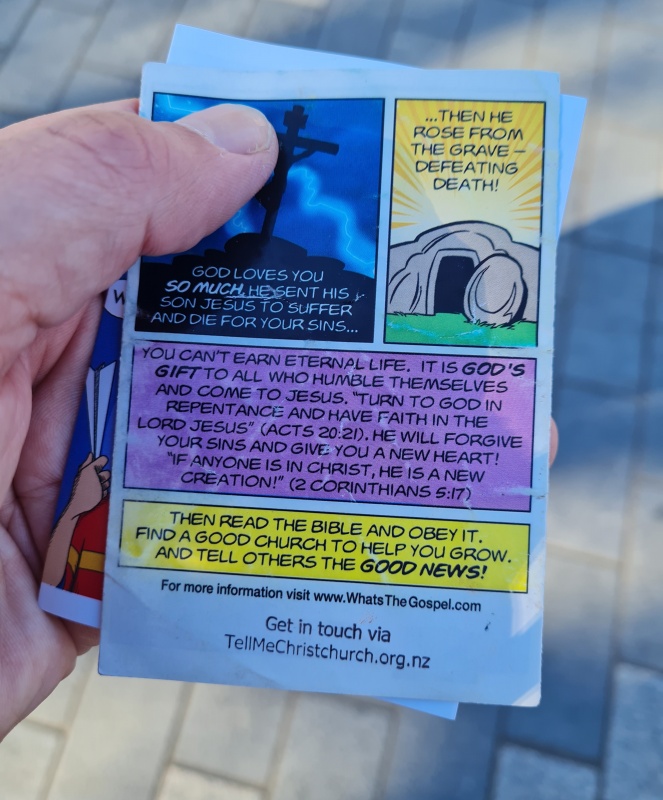 GOD LOVES YOU
SO MUCH, HE SENT HIS
SON JESUS TO SUFFER
AND DIE FOR YOUR SINS...
...THEN HE
ROSE FROM
THE GRAVE –
DEFEATING
DEATH!
YOU CAN'T EARN ETERNAL LIFE. IT IS GOD'S
GIFT TO ALL WHO HUMBLE THEMSELVES
AND COME TO JESUS. "TURN TO GOD IN
REPENTANCE AND HAVE FAITH IN THE
LORD JESUS" (ACTS 20:21). HE WILL FORGIVE
YOUR SINS AND GIVE YOU A NEW HEART!
"IF ANYONE IS IN CHRIST, HE IS A NEW
CREATION!" (2 CORINTHIANS 5:17)
THEN READ THE BIBLE AND OBEY IT.
FIND A GOOD CHURCH TO HELP YOU GROW.
AND TELL OTHERS THE GOOD NEWS!
For more information visit www.WhatsTheGospel.com
Get in touch via
TellMeChristchurch.org.nz